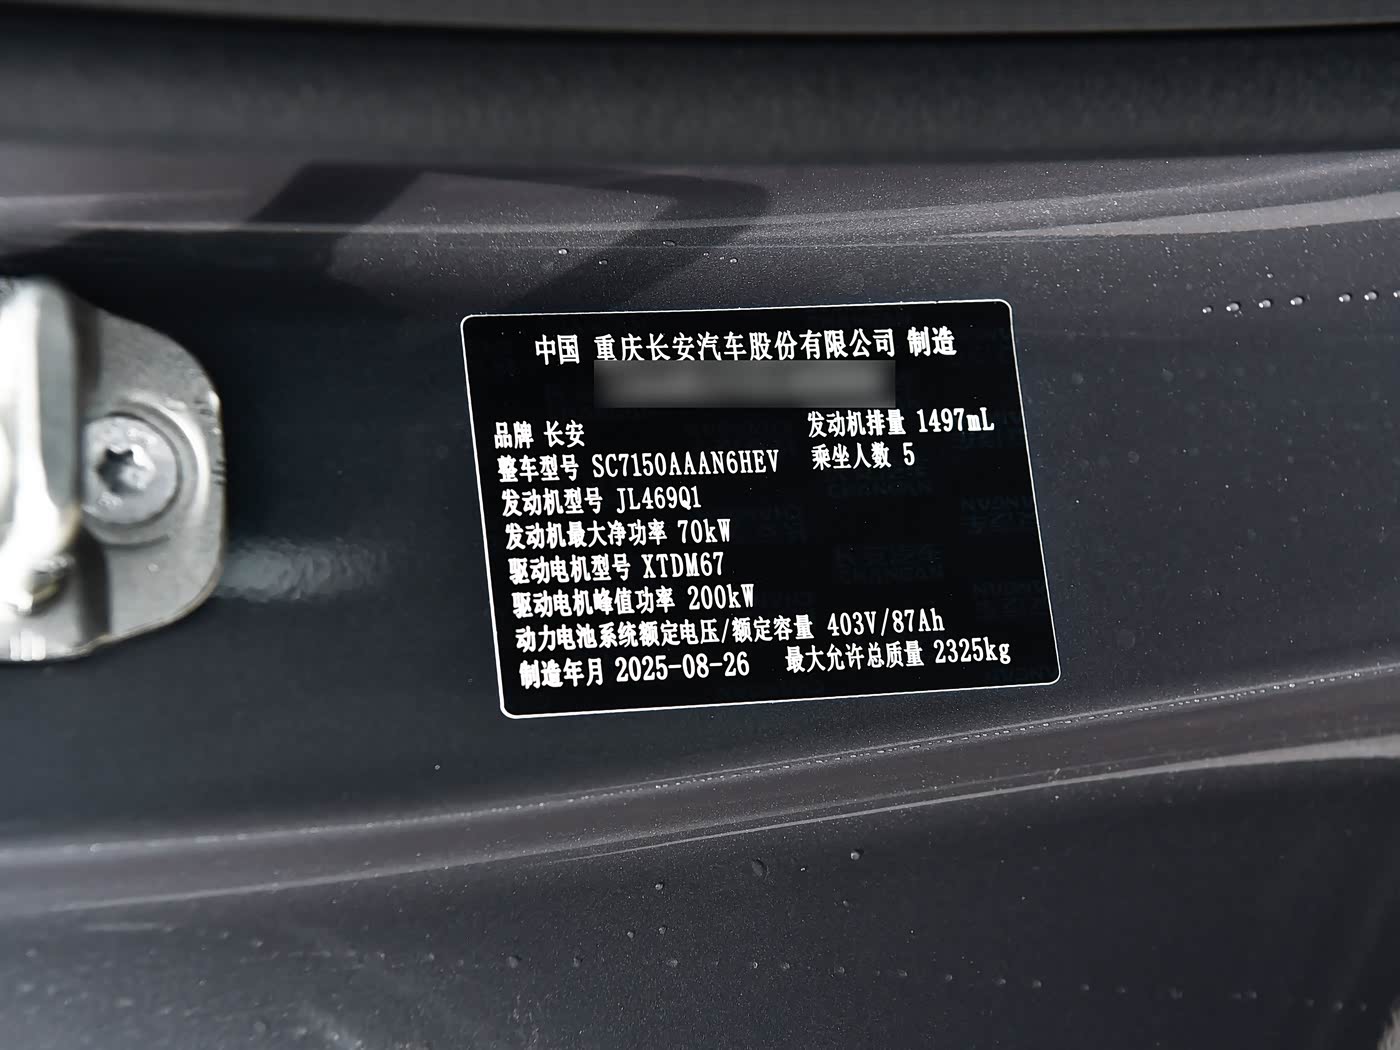 中国 重庆长安汽车股份有限公司 制造
品牌 长安
发动机排量 1497mL
整车型号 SC7150AAAN6HEV
乘坐人数 5
发动机型号 JL469Q1
发动机最大净功率 70kW
驱动电机型号 XTDM67
驱动电机峰值功率 200kW
动力电池系统额定电压/额定容量 403V/87Ah
制造年月 2025-08-26
最大允许总质量 2325kg